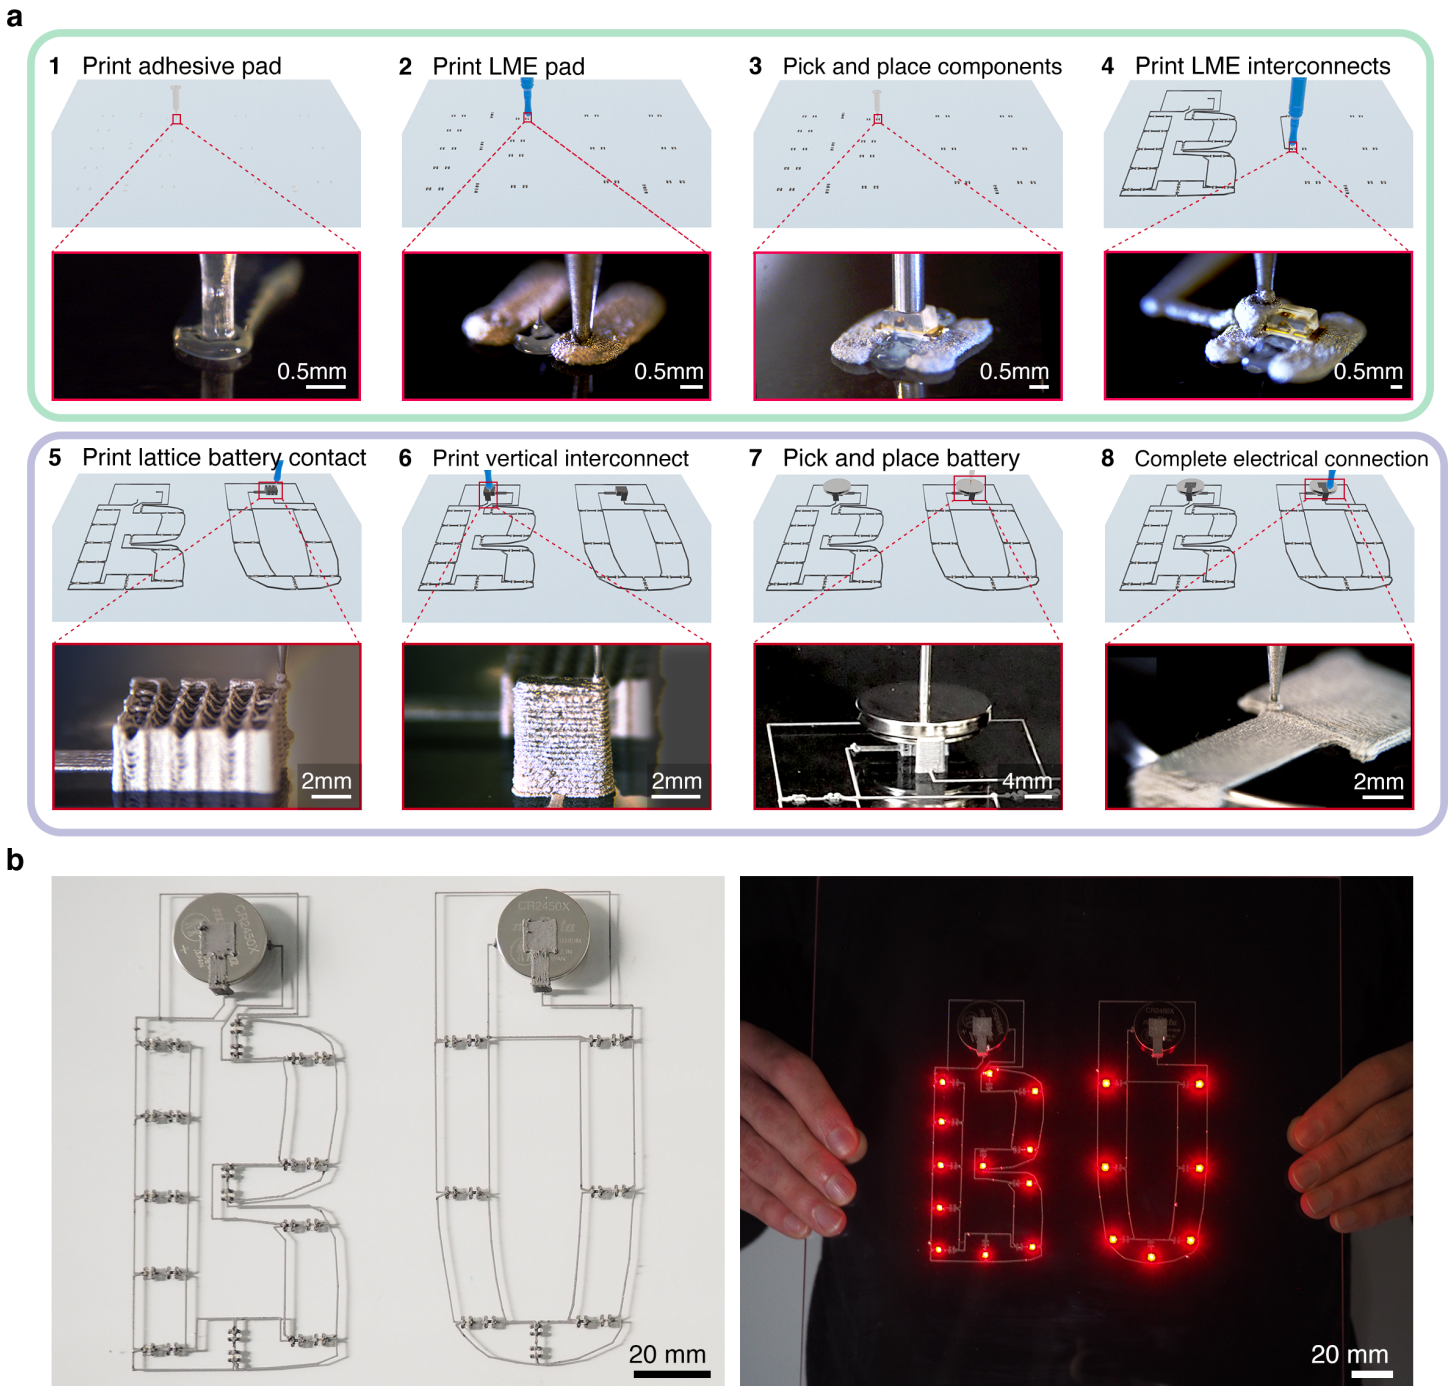 a
1 Print adhesive pad
2 Print LME pad
3 Pick and place components
4 Print LME interconnects
0.5mm
0.5mm
0.5mm
0.5mm
5 Print lattice battery contact
6 Print vertical interconnect
7 Pick and place battery
8 Complete electrical connection
2mm
2mm
4mm
2mm
b
CR2450X
CR2450X
20 mm
CR2450X
20 mm